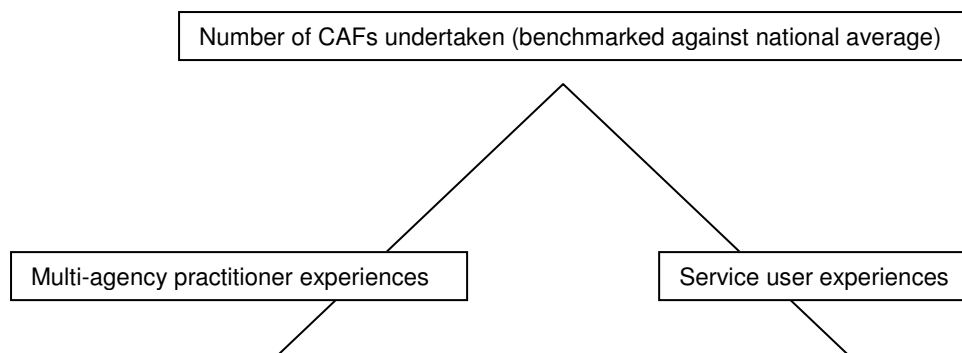 Number of CAFs undertaken (benchmarked against national average)
Multi-agency practitioner experiences
Service user experiences